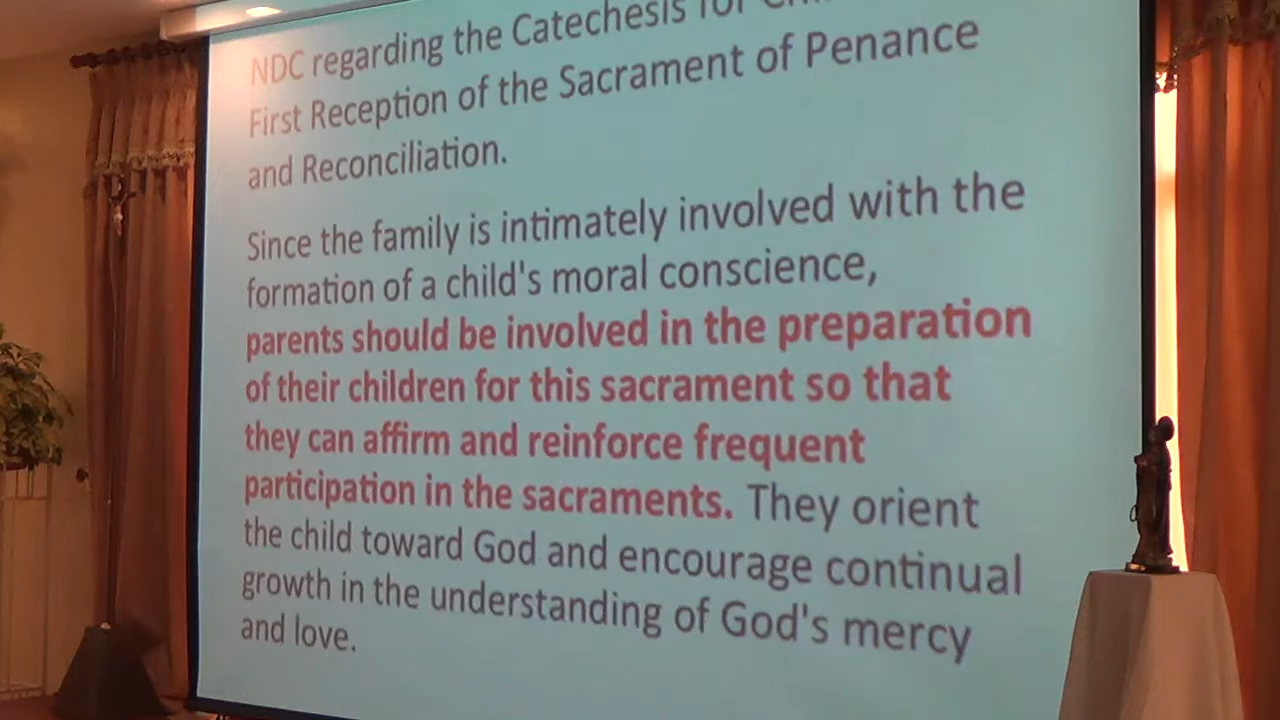 NDC regarding the Catechesis for
First Reception of the Sacrament of Penance
and Reconciliation.
Since the family is intimately involved with the
formation of a child's moral conscience,
parents should be involved in the preparation
of their children for this sacrament so that
they can affirm and reinforce frequent
participation in the sacraments. They orient
the child toward God and encourage continual
growth in the understanding of God's mercy
and love.